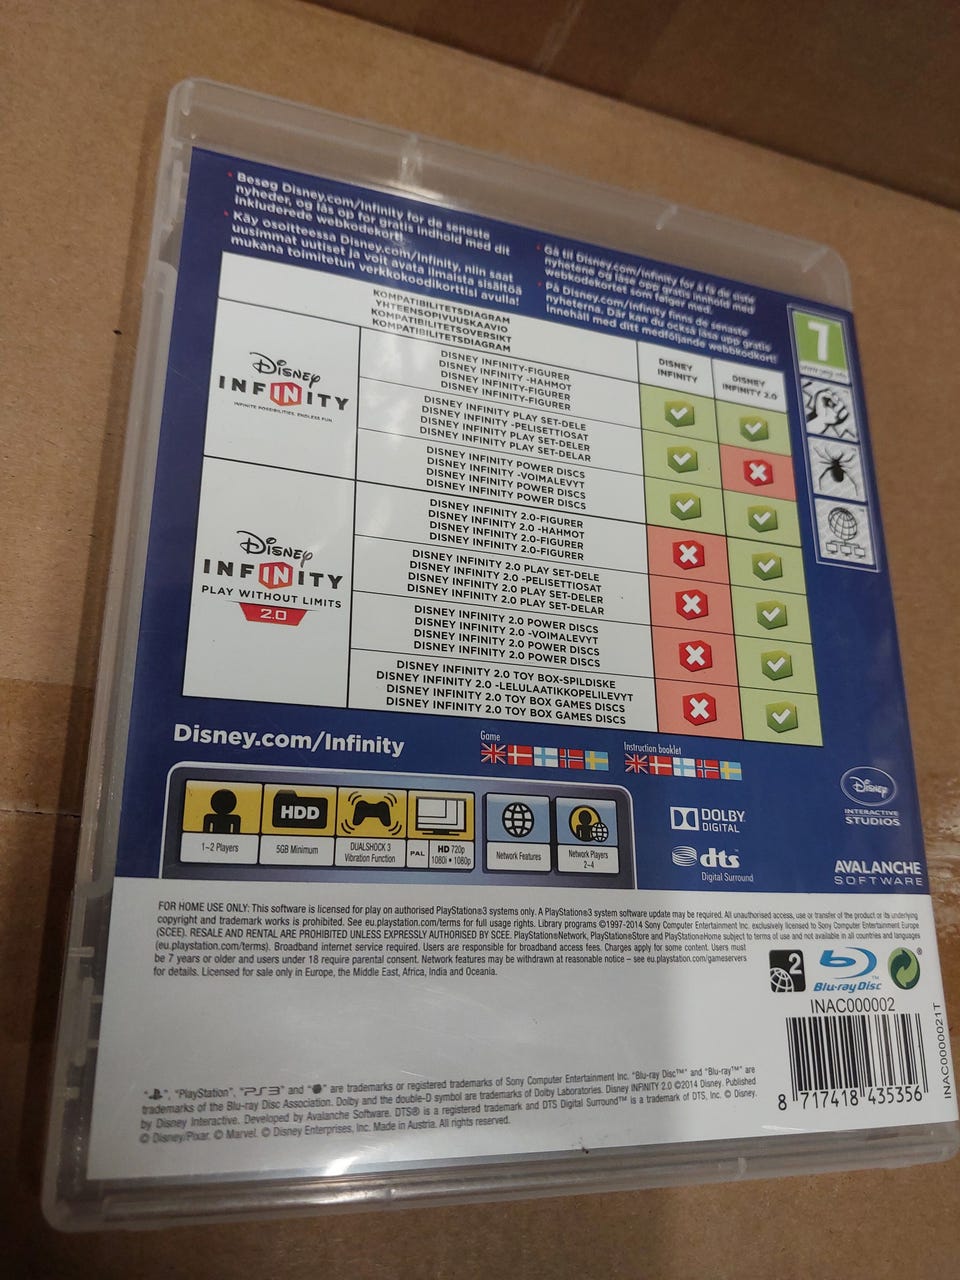 • Besøg Disney.com/Infinity for de seneste
nyheder, og lås op for gratis indhold med dit
inkluderede webkodekort!
• Käy osoitteessa Disney.com/Infinity, niin saat
uusimmat uutiset ja voit avata ilmaista sisältöä
mukana toimitetun verkkokoodikorttisi avulla!
• Gå til Disney.com/Infinity for å få de siste
nyhetene og låse opp gratis innhold med
webkodekortet som følger med.
• På Disney.com/Infinity finns de senaste
nyheterna. Där kan du också låsa upp gratis
innehåll med ditt medföljande webbkodkort!
KOMPATIBILITETSDIAGRAM
YHTEENSOPIVUUSKAAVIO
KOMPATIBILITETSOVERSIKT
KOMPATIBILITETSDIAGRAM
DISNEY
INFINITY
DISNEY
INFINITY 2.0
7
Disney
INFINITY
INFINITE POSSIBILITIES. ENDLESS FUN.
DISNEY INFINITY-FIGURER
DISNEY INFINITY -HAHMOT
DISNEY INFINITY-FIGURER
DISNEY INFINITY-FIGURER
DISNEY INFINITY PLAY SET-DELE
DISNEY INFINITY -PELISETTIOSAT
DISNEY INFINITY PLAY SET-DELER
DISNEY INFINITY PLAY SET-DELAR
DISNEY INFINITY POWER DISCS
DISNEY INFINITY -VOIMALEVYT
DISNEY INFINITY POWER DISCS
DISNEY INFINITY POWER DISCS
Disney
INFINITY
PLAY WITHOUT LIMITS
2.0
DISNEY INFINITY 2.0-FIGURER
DISNEY INFINITY 2.0 -HAHMOT
DISNEY INFINITY 2.0-FIGURER
DISNEY INFINITY 2.0-FIGURER
DISNEY INFINITY 2.0 PLAY SET-DELE
DISNEY INFINITY 2.0 -PELISETTIOSAT
DISNEY INFINITY 2.0 PLAY SET-DELER
DISNEY INFINITY 2.0 PLAY SET-DELAR
DISNEY INFINITY 2.0 POWER DISCS
DISNEY INFINITY 2.0 -VOIMALEVYT
DISNEY INFINITY 2.0 POWER DISCS
DISNEY INFINITY 2.0 POWER DISCS
DISNEY INFINITY 2.0 TOY BOX-SPILDISKE
DISNEY INFINITY 2.0 -LELULAATIKKOPELILEVYT
DISNEY INFINITY 2.0 TOY BOX GAMES DISCS
DISNEY INFINITY 2.0 TOY BOX GAMES DISCS
Disney.com/Infinity
Game
Instruction booklet
HDD
1-2 Players
5GB Minimum
DUALSHOCK 3
Vibration Function
PAL
HD 720p
1080i • 1080p
Network Features
Network Players
2-4
DOLBY
DIGITAL
dts
Digital Surround
Disney
INTERACTIVE
STUDIOS
AVALANCHE
SOFTWARE
FOR HOME USE ONLY: This software is licensed for play on authorised PlayStation®3 systems only. A PlayStation®3 system software update may be required. All unauthorised access, use or transfer of the product or its underlying
copyright and trademark works is prohibited. See eu.playstation.com/terms for full usage rights. Library programs ©1997-2014 Sony Computer Entertainment Inc. exclusively licensed to Sony Computer Entertainment Europe
(SCEE). RESALE AND RENTAL ARE PROHIBITED UNLESS EXPRESSLY AUTHORISED BY SCEE. PlayStation®Network, PlayStation®Store and PlayStation®Home subject to terms of use and not available in all countries and languages
(eu.playstation.com/terms). Broadband internet service required. Users are responsible for broadband access fees. Charges apply for some content. Users must
be 7 years or older and users under 18 require parental consent. Network features may be withdrawn at reasonable notice – see eu.playstation.com/gameservers
for details. Licensed for sale only in Europe, the Middle East, Africa, India and Oceania.
2
Blu-ray Disc
INAC000002
INAC0000021T
8 717418 435356
" ", "PlayStation", "PS3" and " " are trademarks or registered trademarks of Sony Computer Entertainment Inc. "Blu-ray Disc™" and "Blu-ray™" are
trademarks of the Blu-ray Disc Association. Dolby and the double-D symbol are trademarks of Dolby Laboratories. Disney INFINITY 2.0 ©2014 Disney. Published
by Disney Interactive. Developed by Avalanche Software. DTS® is a registered trademark and DTS Digital Surround™ is a trademark of DTS, Inc. © Disney.
© Disney/Pixar. © Marvel. © Disney Enterprises, Inc. Made in Austria. All rights reserved.